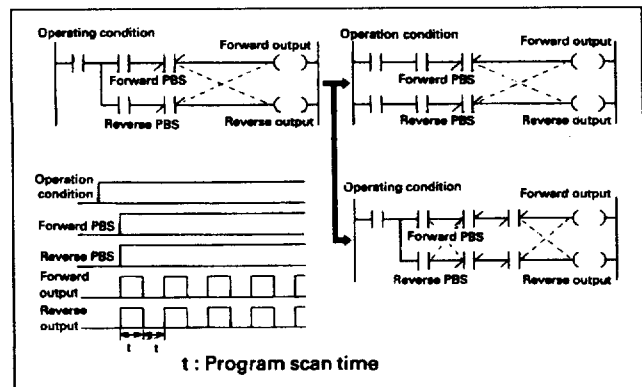 Operating condition
Forward output
Forward PBS
Reverse PBS
Reverse output
Operation condition
Forward output
Forward PBS
Reverse PBS
Reverse output
Operation
condition
Forward PBS
Reverse PBS
Forward
output
Reverse
output
t
t
t : Program scan time
Operating condition
Forward output
Forward PBS
Reverse PBS
Reverse output